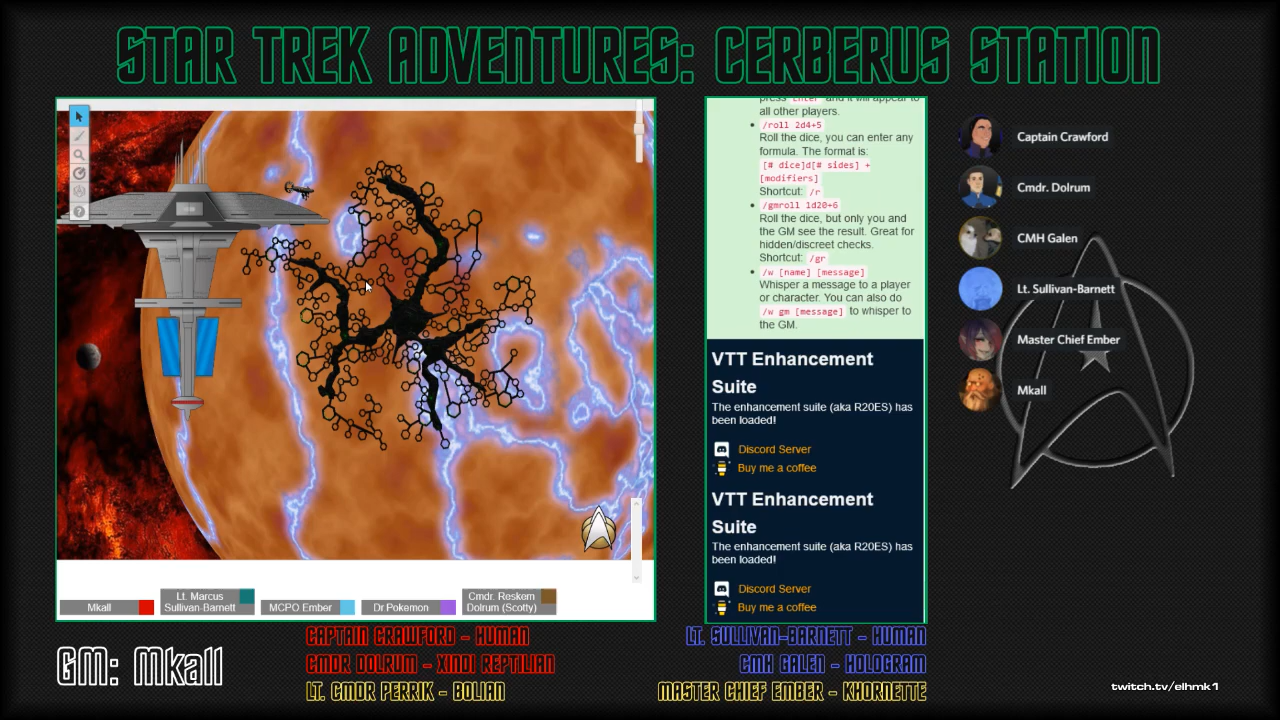 STAR TREK ADVENTURES: CERBERUS STATION
press Enter and it will appear to
all other players.
/roll 2d4+5
Roll the dice, you can enter any
formula. The format is:
[# dice]d[# sides] +
[modifiers]
Shortcut: /r
/gmroll 1d20+6
Roll the dice, but only you and
the GM see the result. Great for
hidden/discreet checks.
Shortcut: /gr
/w [name] [message]
Whisper a message to a player
or character. You can also do
/w gm [message] to whisper to
the GM.
VTT Enhancement
Suite
The enhancement suite (aka R20ES) has
been loaded!
Discord Server
Buy me a coffee
VTT Enhancement
Suite
The enhancement suite (aka R20ES) has
been loaded!
Discord Server
Buy me a coffee
Captain Crawford
Cmdr. Dolrum
CMH Galen
Lt. Sullivan-Barnett
Master Chief Ember
Mkall
Mkall
Lt. Marcus
Sullivan-Barnett
MCPO Ember
Dr.Pokemon
Cmdr. Reskem
Dolrum (Scotty)
GM: Mkall
CAPTAIN CRAWFORD - HUMAN
CMDR DOLRUM - XINDI REPTILIAN
LT. CMDR PERRIK - BOLIAN
LT. SULLIVAN-BARNETT - HUMAN
CMH GALEN - HOLOGRAM
MASTER CHIEF EMBER - KHORNETTE
twitch.tv/elhmk1